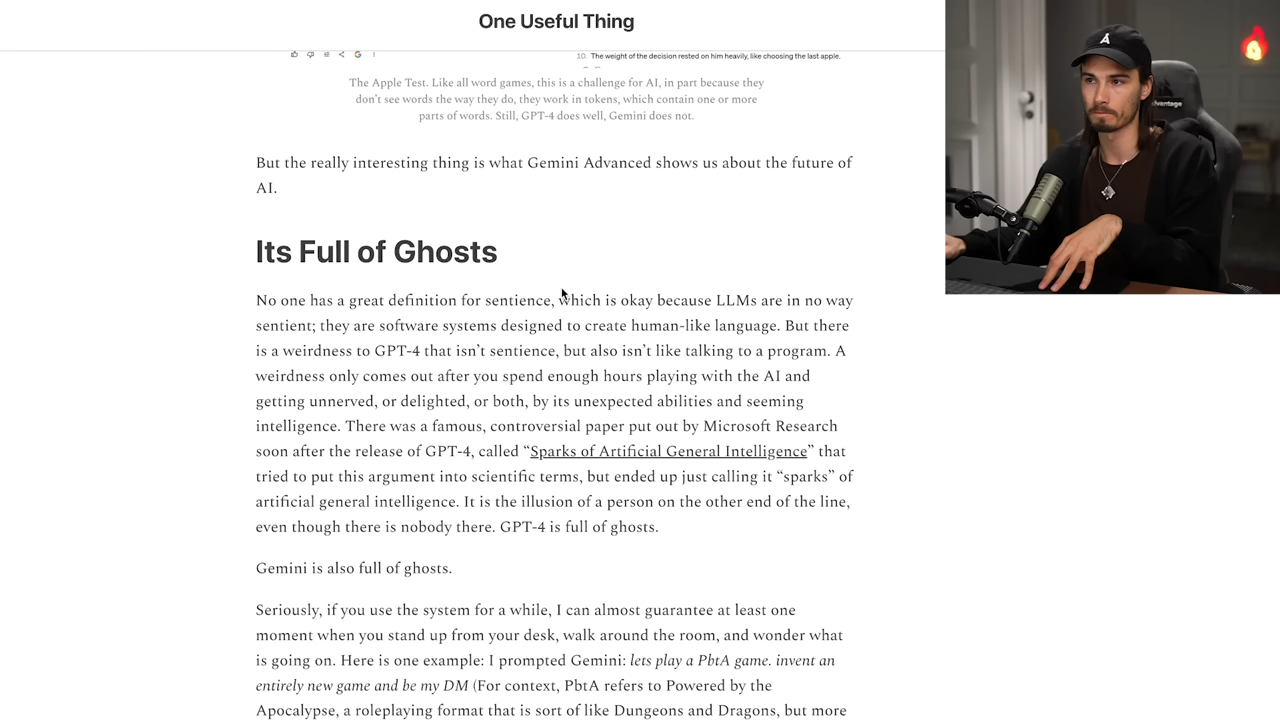 One Useful Thing
10. The weight of the decision rested on him heavily, like choosing the last apple.
The Apple Test. Like all word games, this is a challenge for AI, in part because they
don't see words the way they do, they work in tokens, which contain one or more
parts of words. Still, GPT-4 does well, Gemini does not.
But the really interesting thing is what Gemini Advanced shows us about the future of
AI.
Its Full of Ghosts
No one has a great definition for sentience, which is okay because LLMs are in no way
sentient; they are software systems designed to create human-like language. But there
is a weirdness to GPT-4 that isn't sentience, but also isn't like talking to a program. A
weirdness only comes out after you spend enough hours playing with the AI and
getting unnerved, or delighted, or both, by its unexpected abilities and seeming
intelligence. There was a famous, controversial paper put out by Microsoft Research
soon after the release of GPT-4, called “Sparks of Artificial General Intelligence” that
tried to put this argument into scientific terms, but ended up just calling it “sparks” of
artificial general intelligence. It is the illusion of a person on the other end of the line,
even though there is nobody there. GPT-4 is full of ghosts.
Gemini is also full of ghosts.
Seriously, if you use the system for a while, I can almost guarantee at least one
moment when you stand up from your desk, walk around the room, and wonder what
is going on. Here is one example: I prompted Gemini: lets play a PbtA game. invent an
entirely new game and be my DM (For context, PbtA refers to Powered by the
Apocalypse, a roleplaying format that is sort of like Dungeons and Dragons, but more